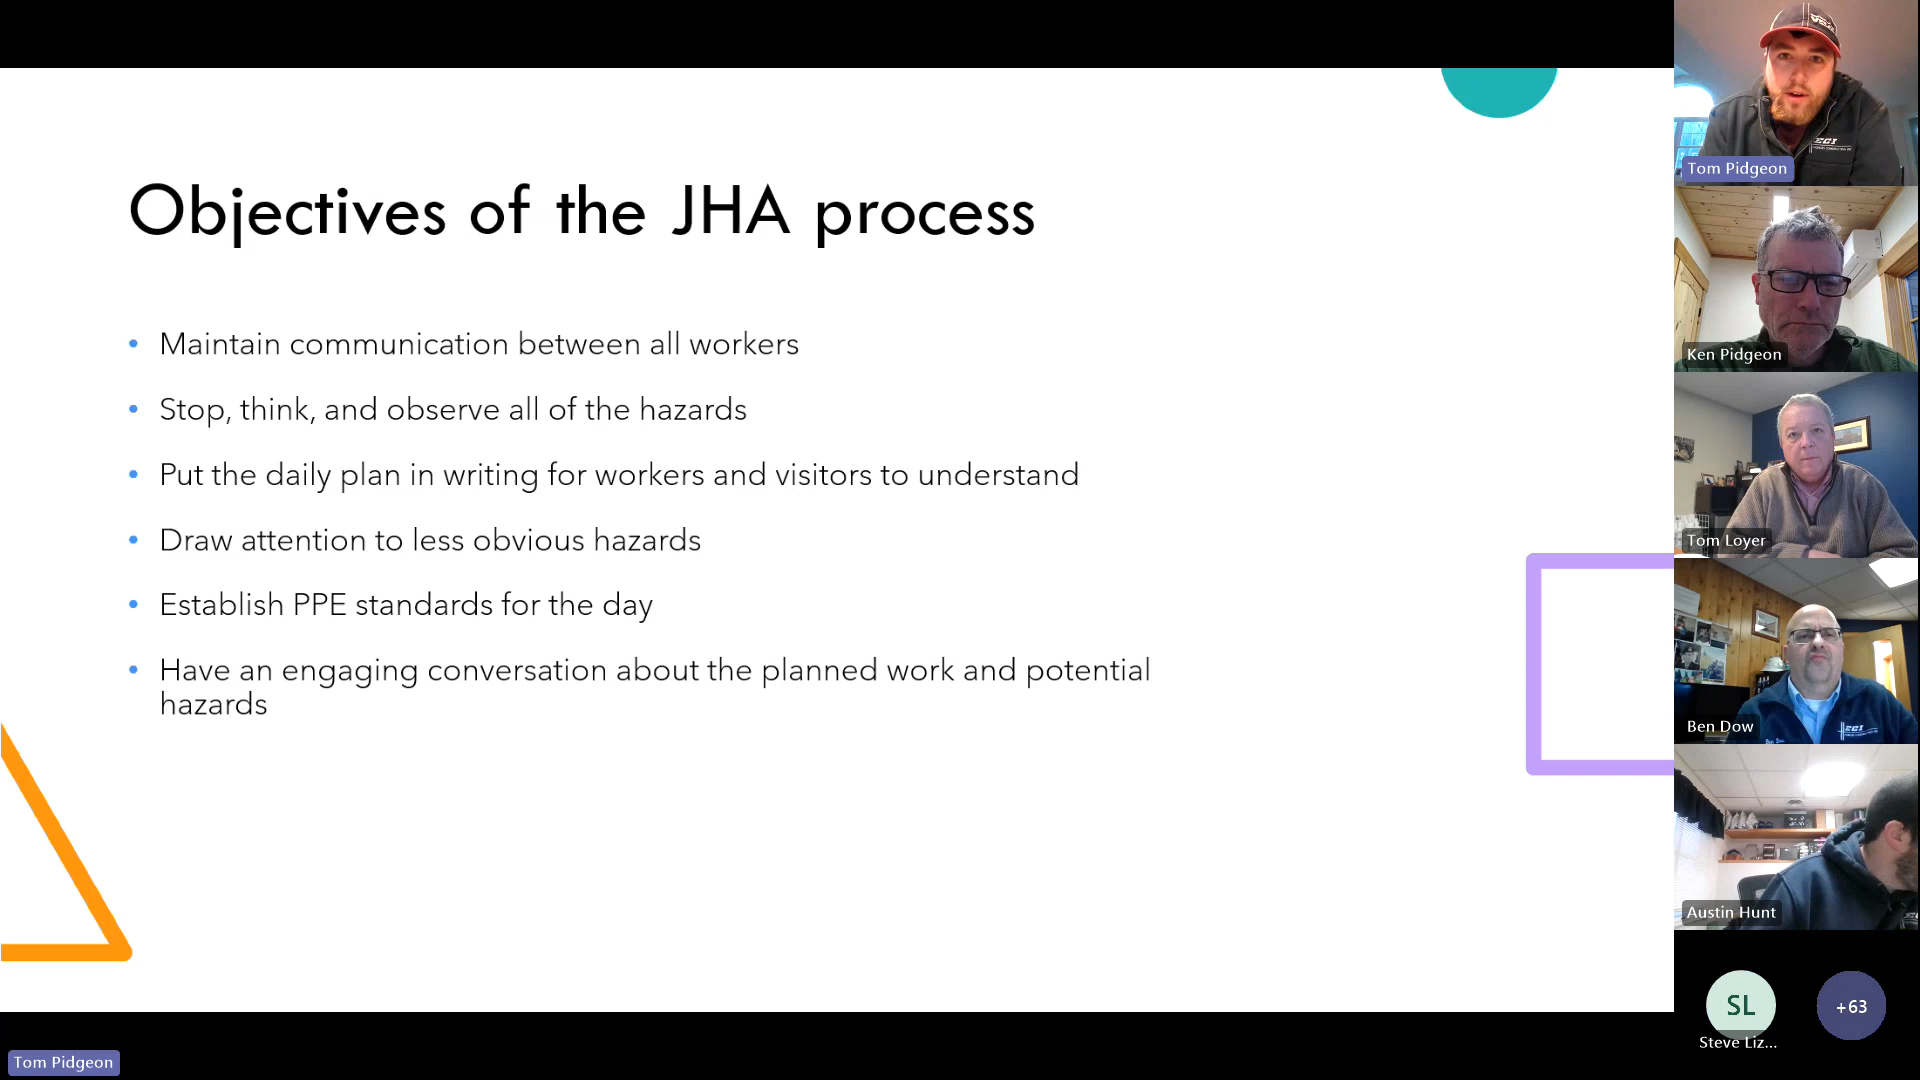 Objectives of the JHA process
• Maintain communication between all workers
• Stop, think, and observe all of the hazards
• Put the daily plan in writing for workers and visitors to understand
• Draw attention to less obvious hazards
• Establish PPE standards for the day
• Have an engaging conversation about the planned work and potential
hazards
Tom Pidgeon
ECI
Tom Pidgeon
Ken Pidgeon
Tom Loyer
Ben Dow
ECI
Austin Hunt
SL
+63
Steve Liz...